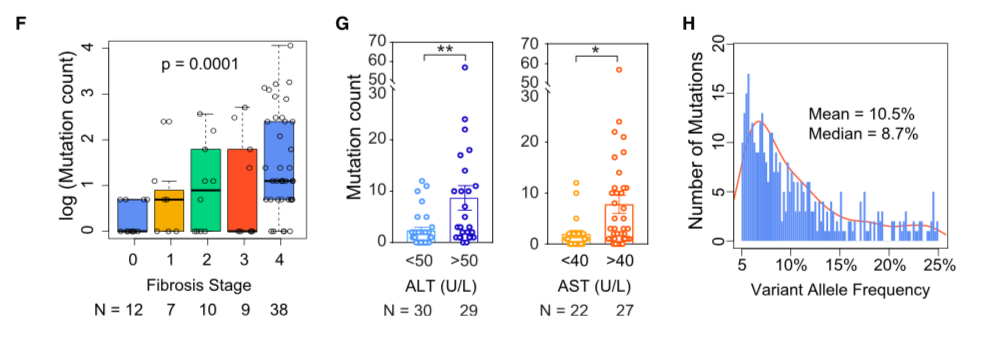 F
log (Mutation count)
4
3
2
1
0
p = 0.0001
0 1 2 3 4
Fibrosis Stage
N = 12 7 10 9 38
G
Mutation count
70
60
50
30
20
10
0
**
<50 >50
ALT (U/L)
N = 30 29
70
60
50
30
20
10
0
*
<40 >40
AST (U/L)
N = 22 27
H
Number of Mutations
20
15
10
5
0
Mean = 10.5%
Median = 8.7%
5 10% 15% 20% 25%
Variant Allele Frequency